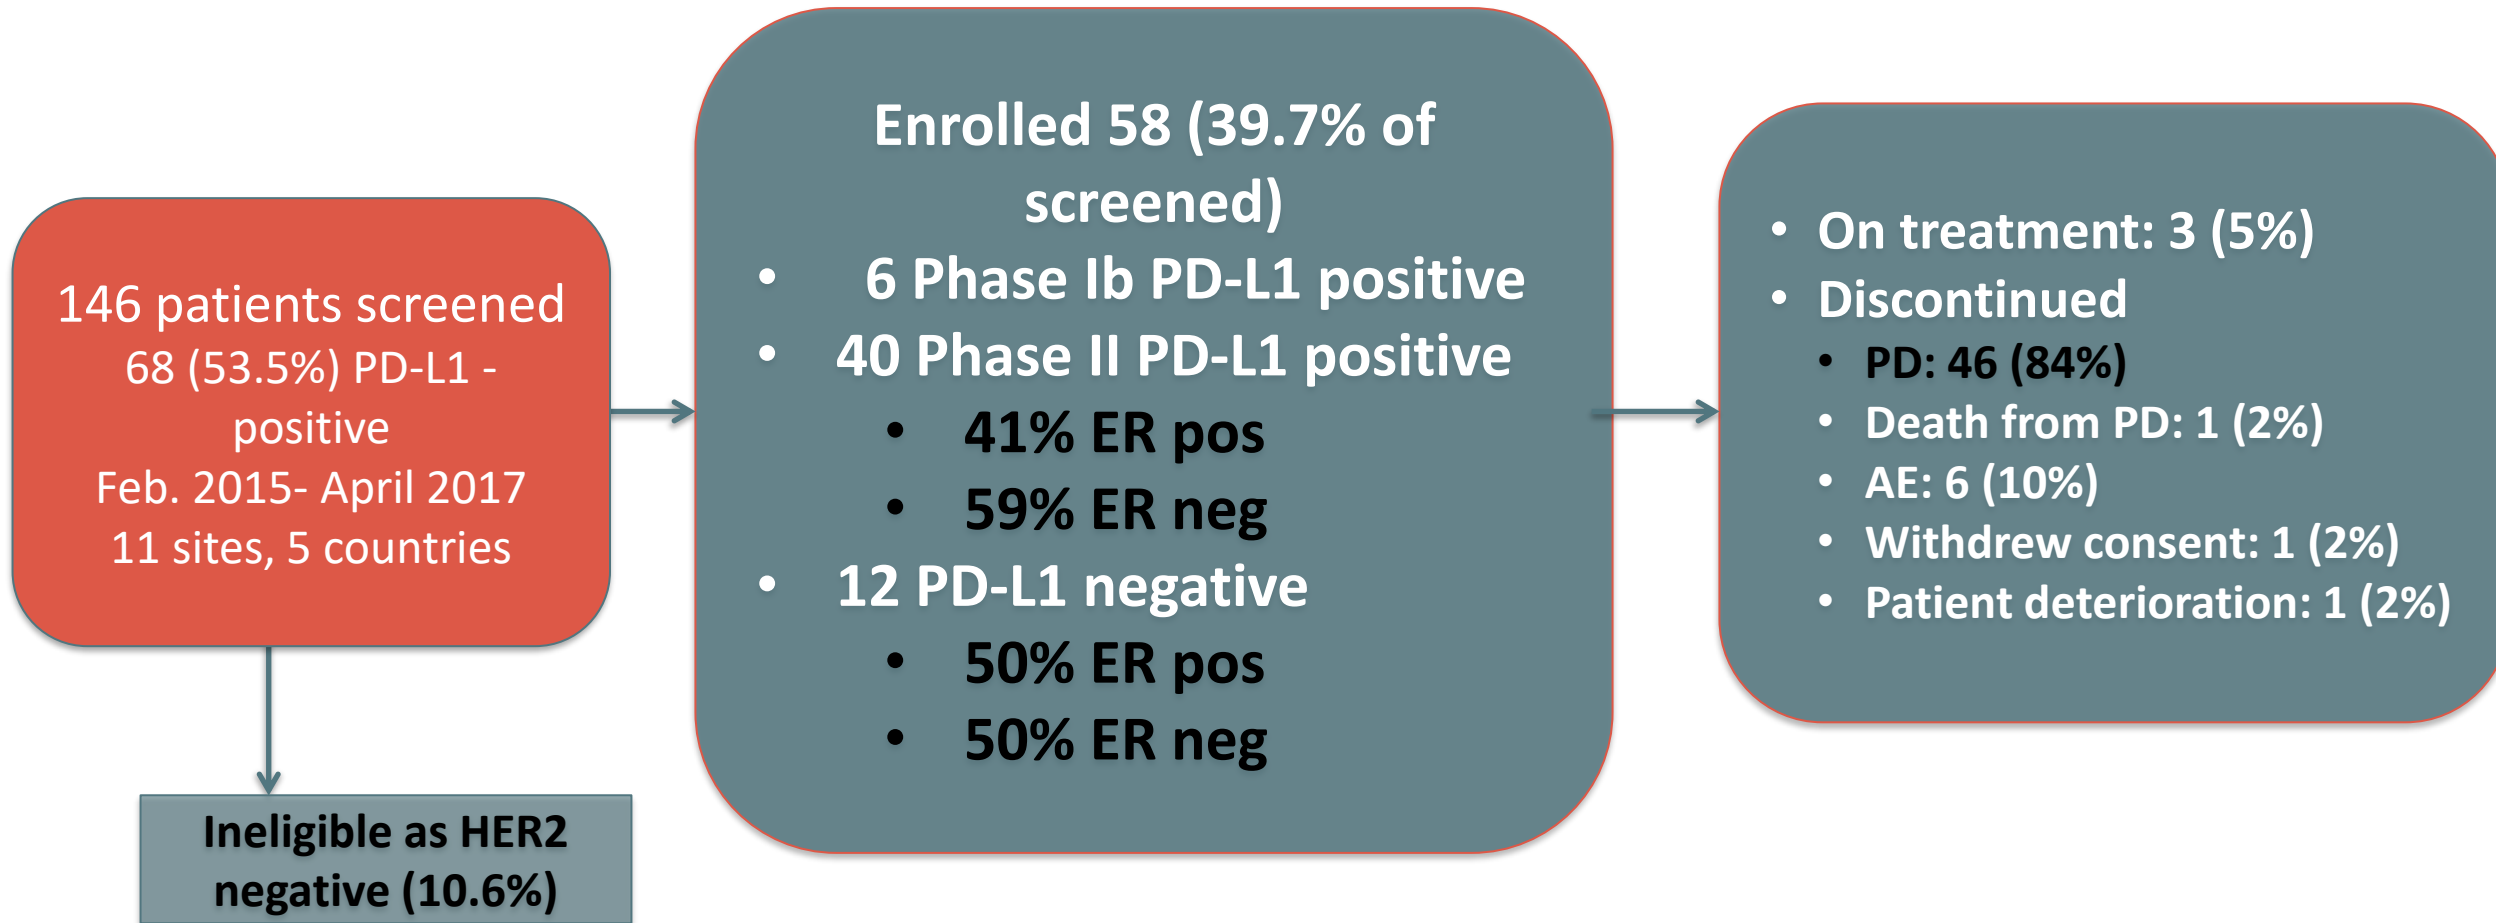 146 patients screened
68 (53.5%) PD-L1 -
positive
Feb. 2015- April 2017
11 sites, 5 countries
Ineligible as HER2
negative (10.6%)
Enrolled 58 (39.7% of
screened)
• 6 Phase Ib PD-L1 positive
• 40 Phase II PD-L1 positive
• 41% ER pos
• 59% ER neg
• 12 PD-L1 negative
• 50% ER pos
• 50% ER neg
• On treatment: 3 (5%)
• Discontinued
• PD: 46 (84%)
• Death from PD: 1 (2%)
• AE: 6 (10%)
• Withdrew consent: 1 (2%)
• Patient deterioration: 1 (2%)